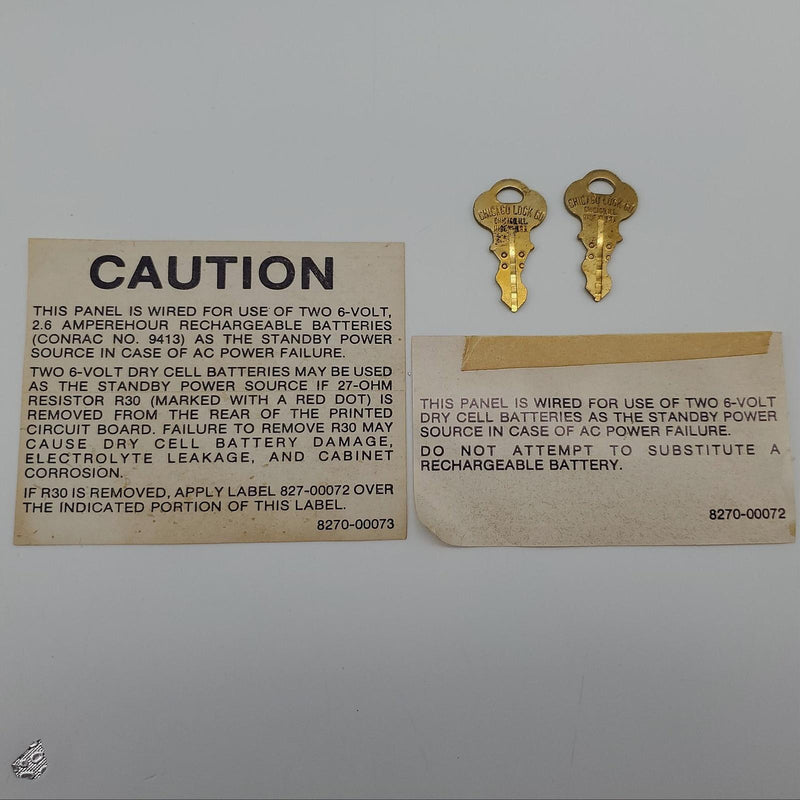 CAUTION
THIS PANEL IS WIRED FOR USE OF TWO 6-VOLT,
2.6 AMPEREHOUR RECHARGEABLE BATTERIES
(CONRAC NO. 9413) AS THE STANDBY POWER
SOURCE IN CASE OF AC POWER FAILURE.
TWO 6-VOLT DRY CELL BATTERIES MAY BE USED
AS THE STANDBY POWER SOURCE IF 27-OHM
RESISTOR R30 (MARKED WITH A RED DOT) IS
REMOVED FROM THE REAR OF THE PRINTED
CIRCUIT BOARD. FAILURE TO REMOVE R30 MAY
CAUSE DRY CELL BATTERY DAMAGE,
ELECTROLYTE LEAKAGE, AND CABINET
CORROSION.
IF R30 IS REMOVED, APPLY LABEL 827-00072 OVER
THE INDICATED PORTION OF THIS LABEL.
8270-00073
CHICAGO LOCK CO
CHICAGO, ILL.
CHICAGO LOCK CO
CHICAGO, ILL.
THIS PANEL IS WIRED FOR USE OF TWO 6-VOLT
DRY CELL BATTERIES AS THE STANDBY POWER
SOURCE IN CASE OF AC POWER FAILURE.
DO NOT ATTEMPT TO SUBSTITUTE A
RECHARGEABLE BATTERY.
8270-00072